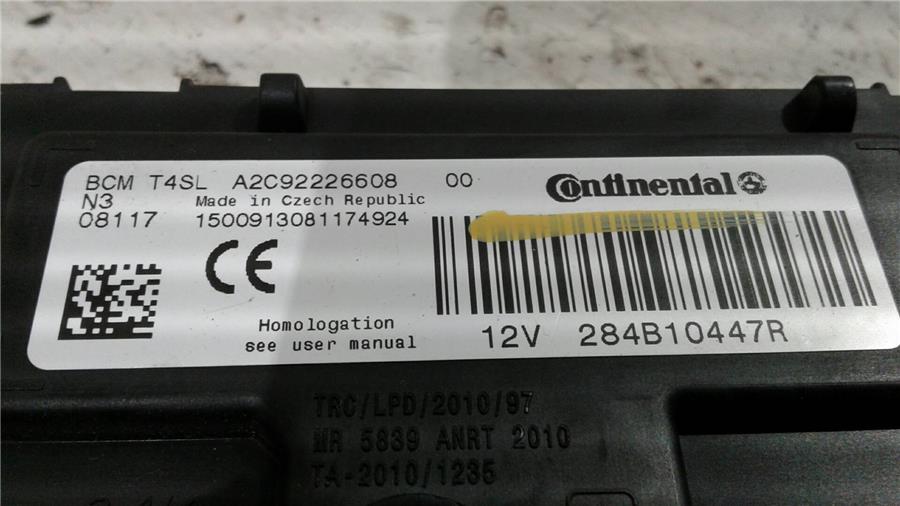 BCM T4SL A2C92226608 00
Continental
N3 Made in Czech Republic
08117 1500913081174924
CE
Homologation
see user manual
12V 284B10447R
TRC/LPD/2010/97
MR 5839 ANRT 2010
TA-2010/1235